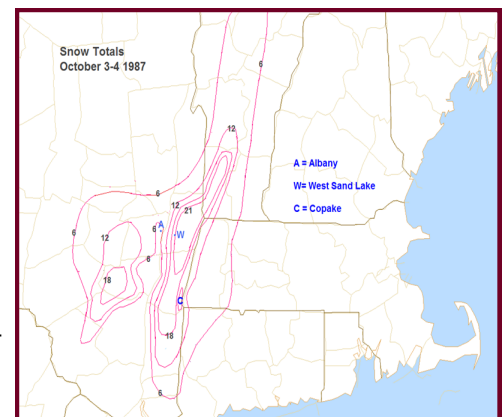 Snow Totals
October 3-4 1987
6
12
A = Albany
W= West Sand Lake
C = Copake
6
12
21
6
12
6
A
W
8
18
C
18
6